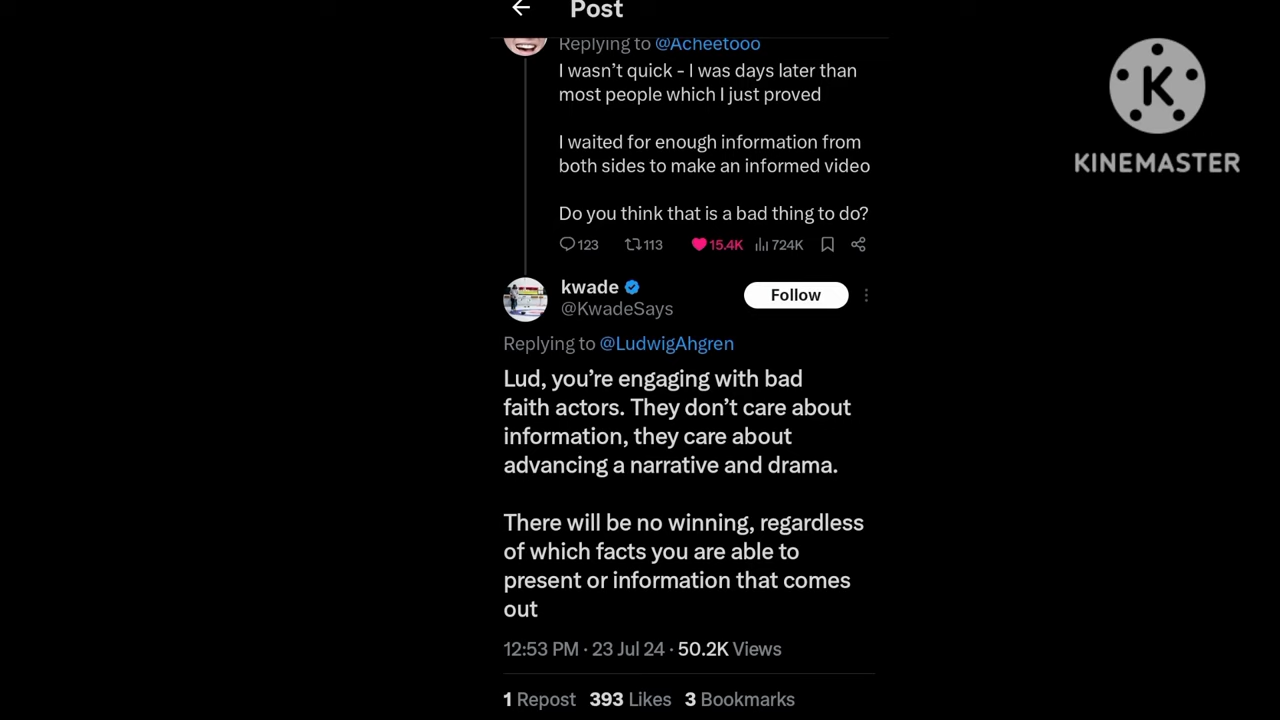 Post
Replying to @Acheetooo
I wasn't quick - I was days later than
most people which I just proved
I waited for enough information from
both sides to make an informed video
Do you think that is a bad thing to do?
123 113 15.4K 724K
kwade
Follow
@KwadeSays
Replying to @LudwigAhgren
Lud, you're engaging with bad
faith actors. They don't care about
information, they care about
advancing a narrative and drama.
There will be no winning, regardless
of which facts you are able to
present or information that comes
out
12:53 PM · 23 Jul 24 · 50.2K Views
1 Repost 393 Likes 3 Bookmarks
K
KINEMASTER